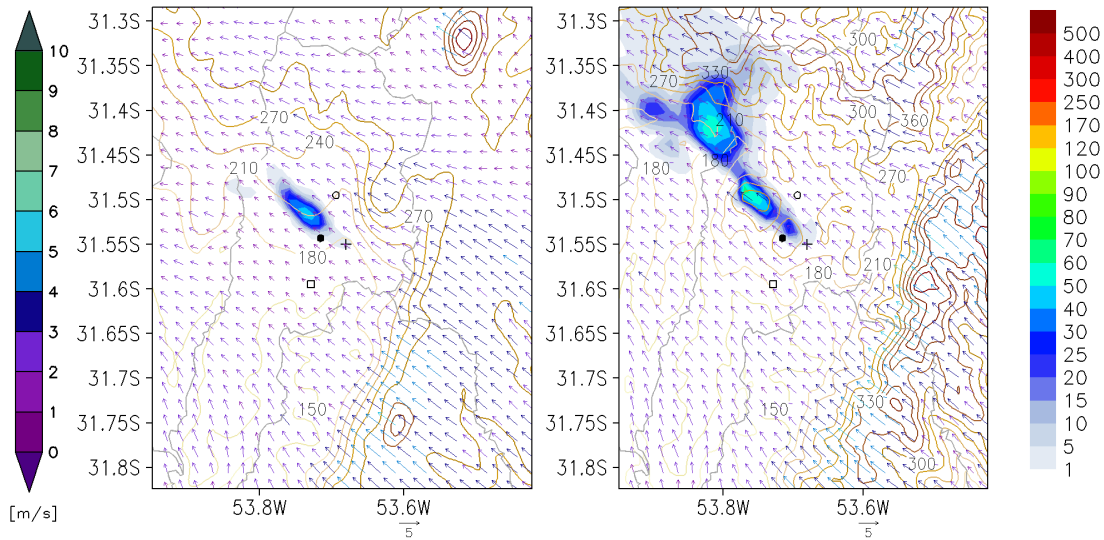 10
9
8
7
6
5
4
3
2
1
0
[m/s]
31.3S
31.35S
31.4S
31.45S
31.5S
31.55S
31.6S
31.65S
31.7S
31.75S
31.8S
270
240
210
270
180
150
53.8W
53.6W
5
31.3S
31.35S
31.4S
31.45S
31.5S
31.55S
31.6S
31.65S
31.7S
31.75S
31.8S
300
270
330
300
360
210
180
180
270
210
180
150
330
300
53.8W
53.6W
5
500
400
300
250
170
120
100
90
80
70
60
50
40
30
25
20
15
10
5
1